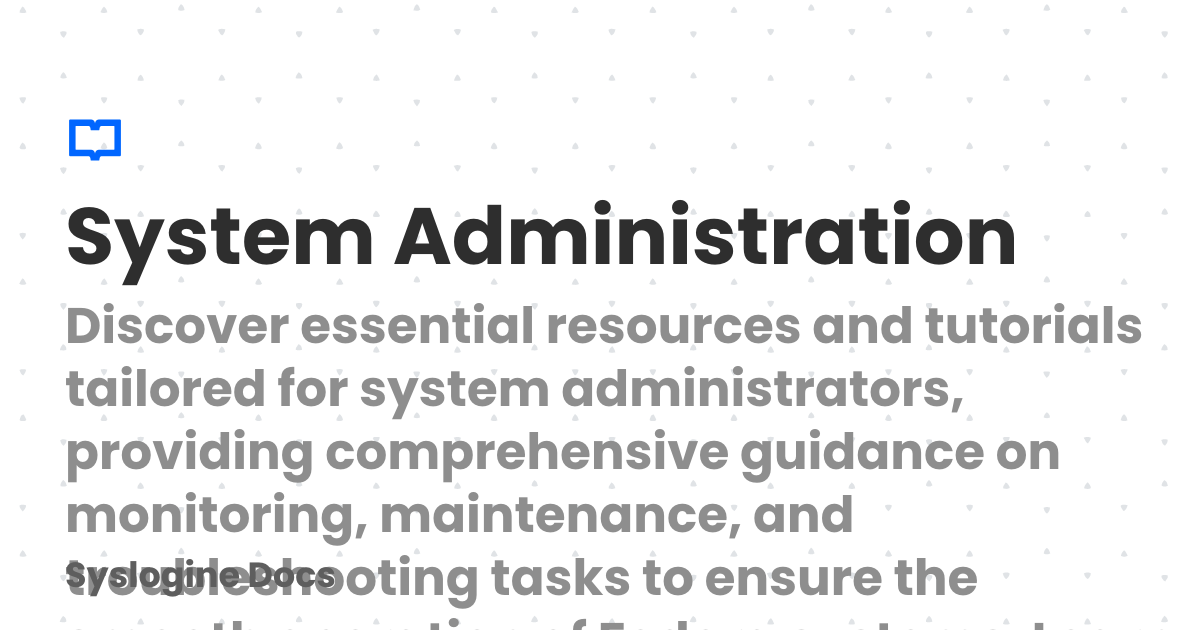 System Administration
Discover essential resources and tutorials
tailored for system administrators,
providing comprehensive guidance on
monitoring, maintenance, and
troubleshooting tasks to ensure the
Syslogine Docs